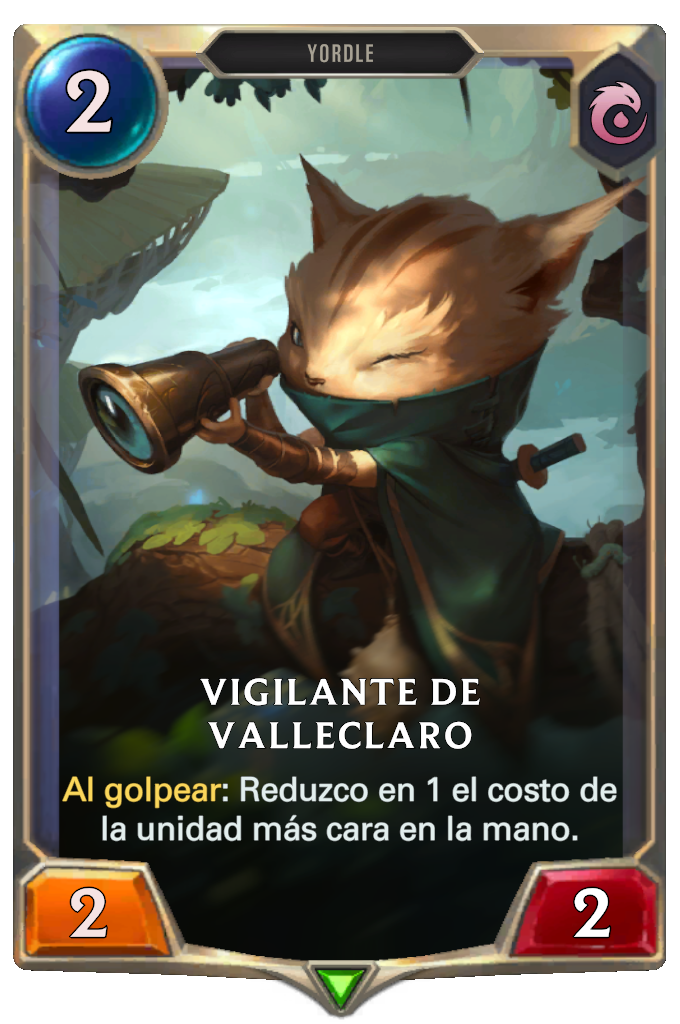 2
YORDLE
VIGILANTE DE
VALLECLARO
Al golpear: Reduzco en 1 el costo de
la unidad más cara en la mano.
2
2